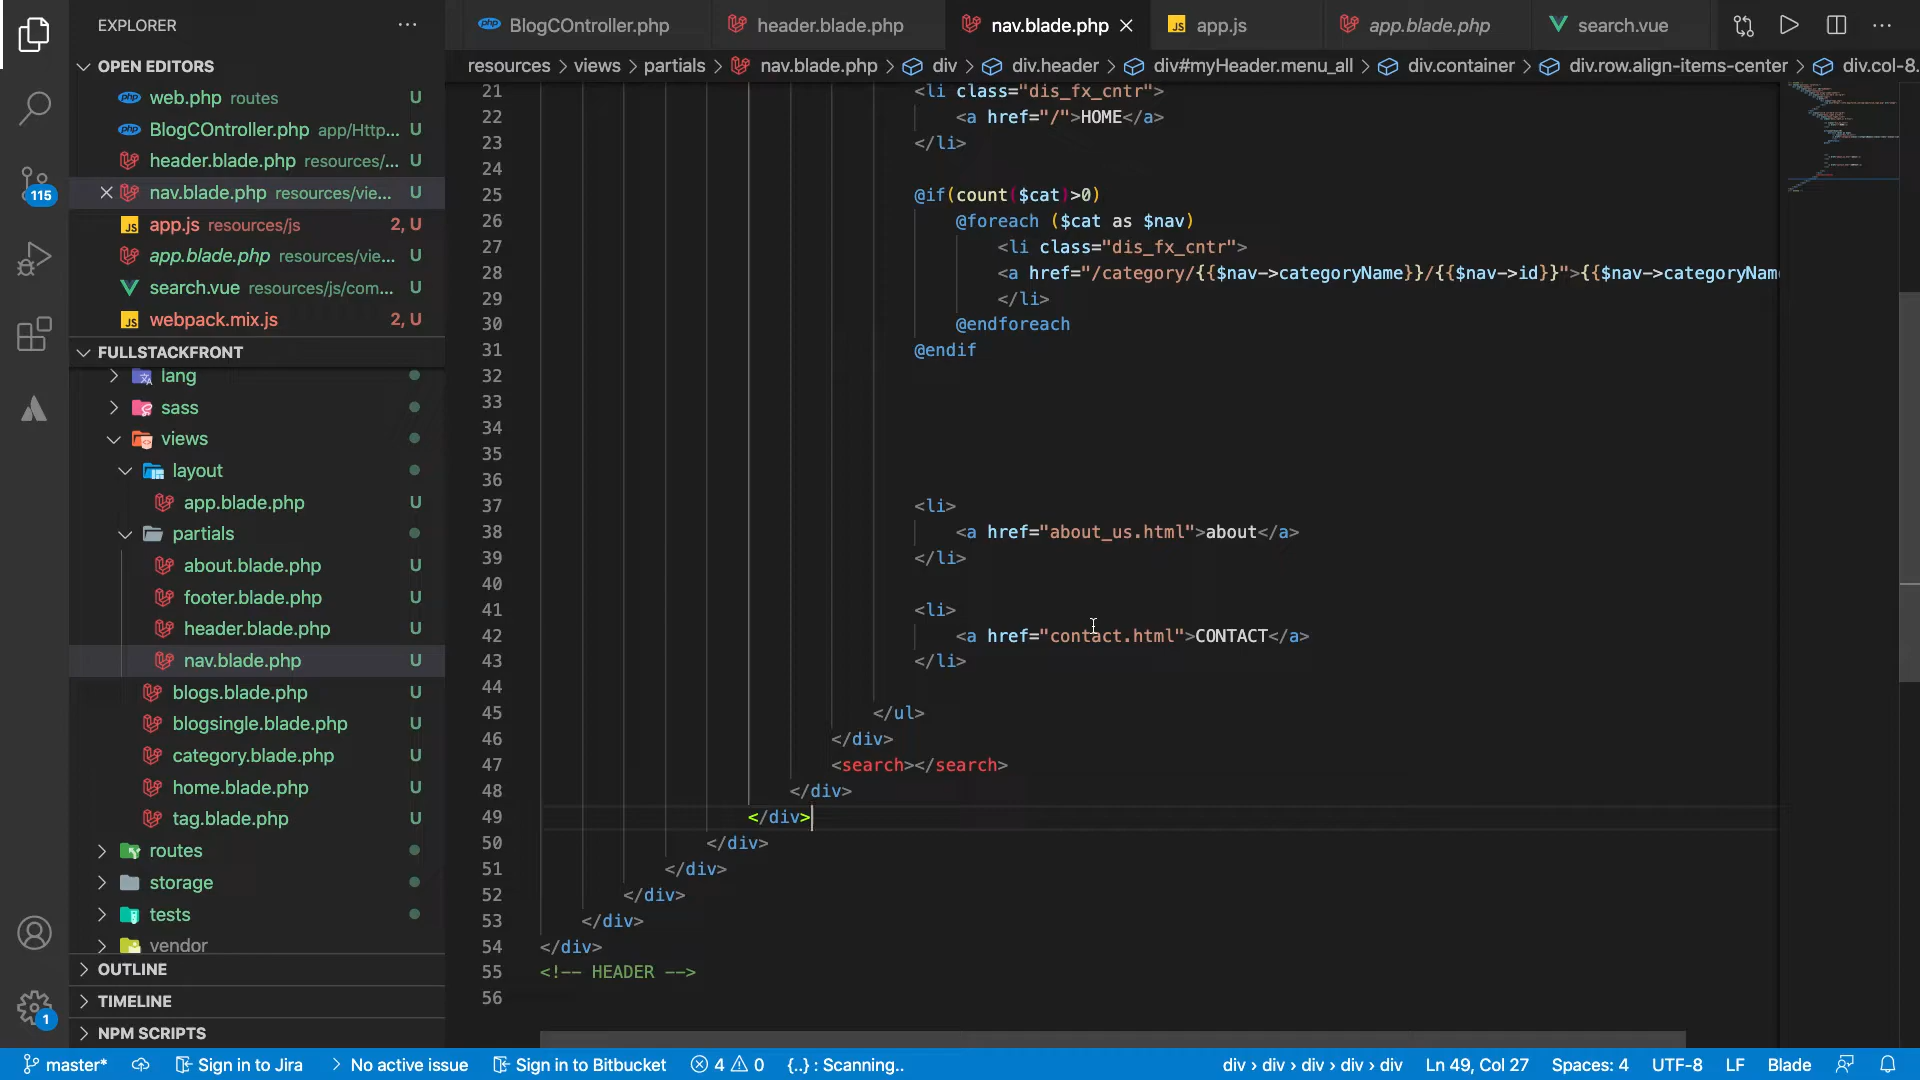 EXPLORER
OPEN EDITORS
web.php routes U
BlogCOntroller.php app/Http... U
header.blade.php resources/... U
nav.blade.php resources/vie... U
app.js resources/js 2, U
app.blade.php resources/vie... U
search.vue resources/js/com... U
webpack.mix.js 2, U
FULLSTACKFRONT
lang
sass
views
layout
app.blade.php U
partials
about.blade.php U
footer.blade.php U
header.blade.php U
nav.blade.php U
blogs.blade.php U
blogsingle.blade.php U
category.blade.php U
home.blade.php U
tag.blade.php U
routes
storage
tests
vendor
OUTLINE
TIMELINE
NPM SCRIPTS
115
1
BlogCOntroller.php header.blade.php nav.blade.php app.js app.blade.php search.vue
resources > views > partials > nav.blade.php > div > div.header > div#myHeader.menu_all > div.container > div.row.align-items-center > div.col-8.
21 <li class="dis_fx_cntr">
22 <a href="/">HOME</a>
23 </li>
24
25 @if(count($cat)>0)
26 @foreach ($cat as $nav)
27 <li class="dis_fx_cntr">
28 <a href="/category/{{$nav->categoryName}}/{{$nav->id}}">{{$nav->categoryNam
29 </li>
30 @endforeach
31 @endif
32
33
34
35
36
37 <li>
38 <a href="about_us.html">about</a>
39 </li>
40
41 <li>
42 <a href="contact.html">CONTACT</a>
43 </li>
44
45 </ul>
46 </div>
47 <search></search>
48 </div>
49 </div>
50 </div>
51 </div>
52 </div>
53 </div>
54 </div>
55 <!-- HEADER -->
56
master* Sign in to Jira No active issue Sign in to Bitbucket 4 0 {..} : Scanning.. div › div › div › div › div Ln 49, Col 27 Spaces: 4 UTF-8 LF Blade